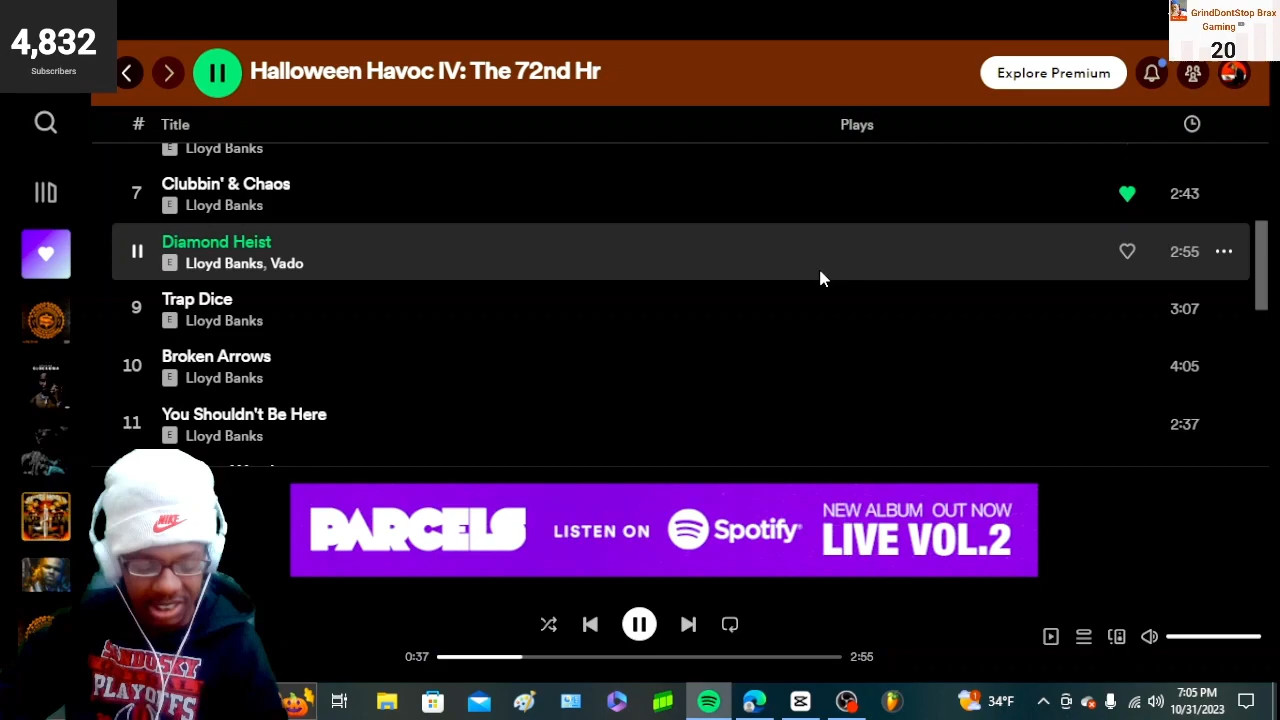 4,832
Subscribers
GrindDontStop Brax
Gaming
20
Halloween Havoc IV: The 72nd Hr
Explore Premium
# Title Plays
E Lloyd Banks
7 Clubbin' & Chaos 2:43
E Lloyd Banks
Diamond Heist 2:55
E Lloyd Banks, Vado
9 Trap Dice 3:07
E Lloyd Banks
10 Broken Arrows 4:05
E Lloyd Banks
11 You Shouldn't Be Here 2:37
E Lloyd Banks
PARCELS LISTEN ON Spotify NEW ALBUM OUT NOW
LIVE VOL.2
NIKE
SANDUSKY
PLAYOFFS
0:37 2:55
34°F
7:05 PM
10/31/2023